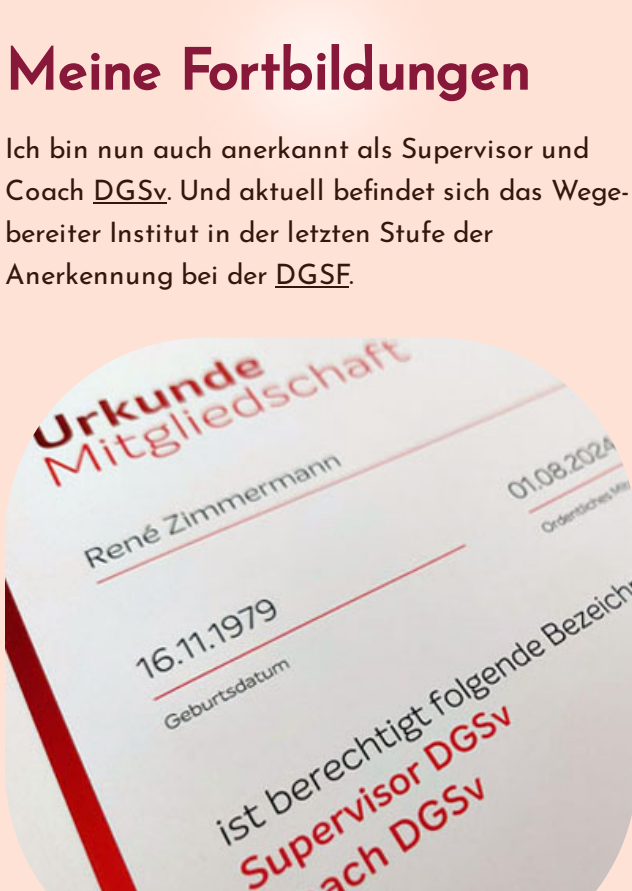 Meine Fortbildungen
Ich bin nun auch anerkannt als Supervisor und
Coach DGSv. Und aktuell befindet sich das Wege-
bereiter Institut in der letzten Stufe der
Anerkennung bei der DGSF.
Urkunde
Mitgliedschaft
René Zimmermann
01.08.2024
Ordentliches
16.11.1979
Geburtsdatum
ist berechtigt folgende
Supervisor DGSv
DGSv